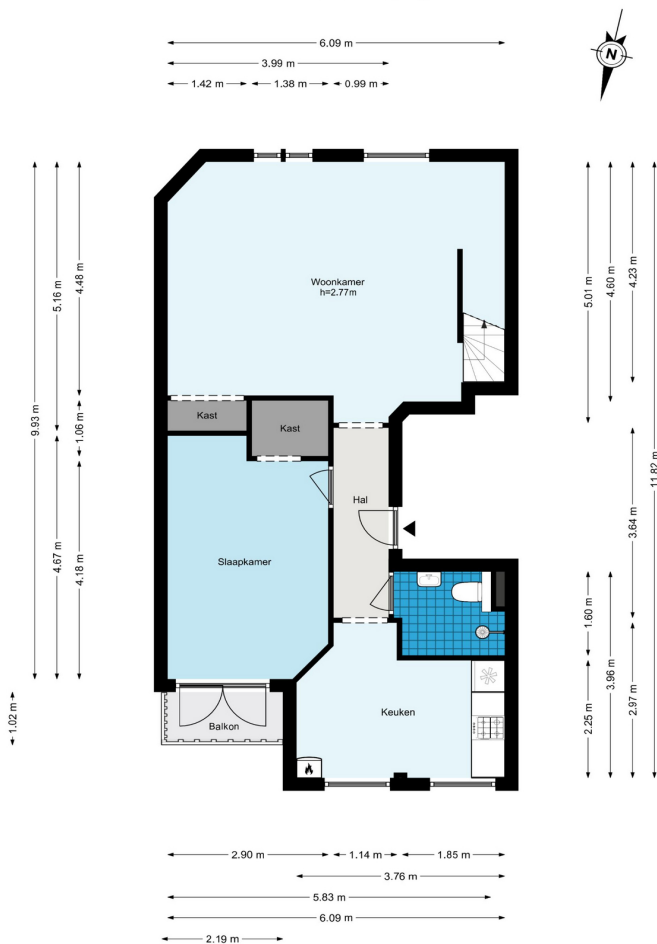 6.09 m
3.99 m
1.42 m
1.38 m
0.99 m
N
9.93 m
5.16 m
4.48 m
1.06 m
4.67 m
4.18 m
1.02 m
Woonkamer
h=2.77m
Kast
Kast
Hal
Slaapkamer
Keuken
Balkon
5.01 m
4.60 m
4.23 m
11.82 m
3.64 m
1.60 m
3.96 m
2.97 m
2.25 m
2.90 m
1.14 m
1.85 m
3.76 m
5.83 m
6.09 m
2.19 m